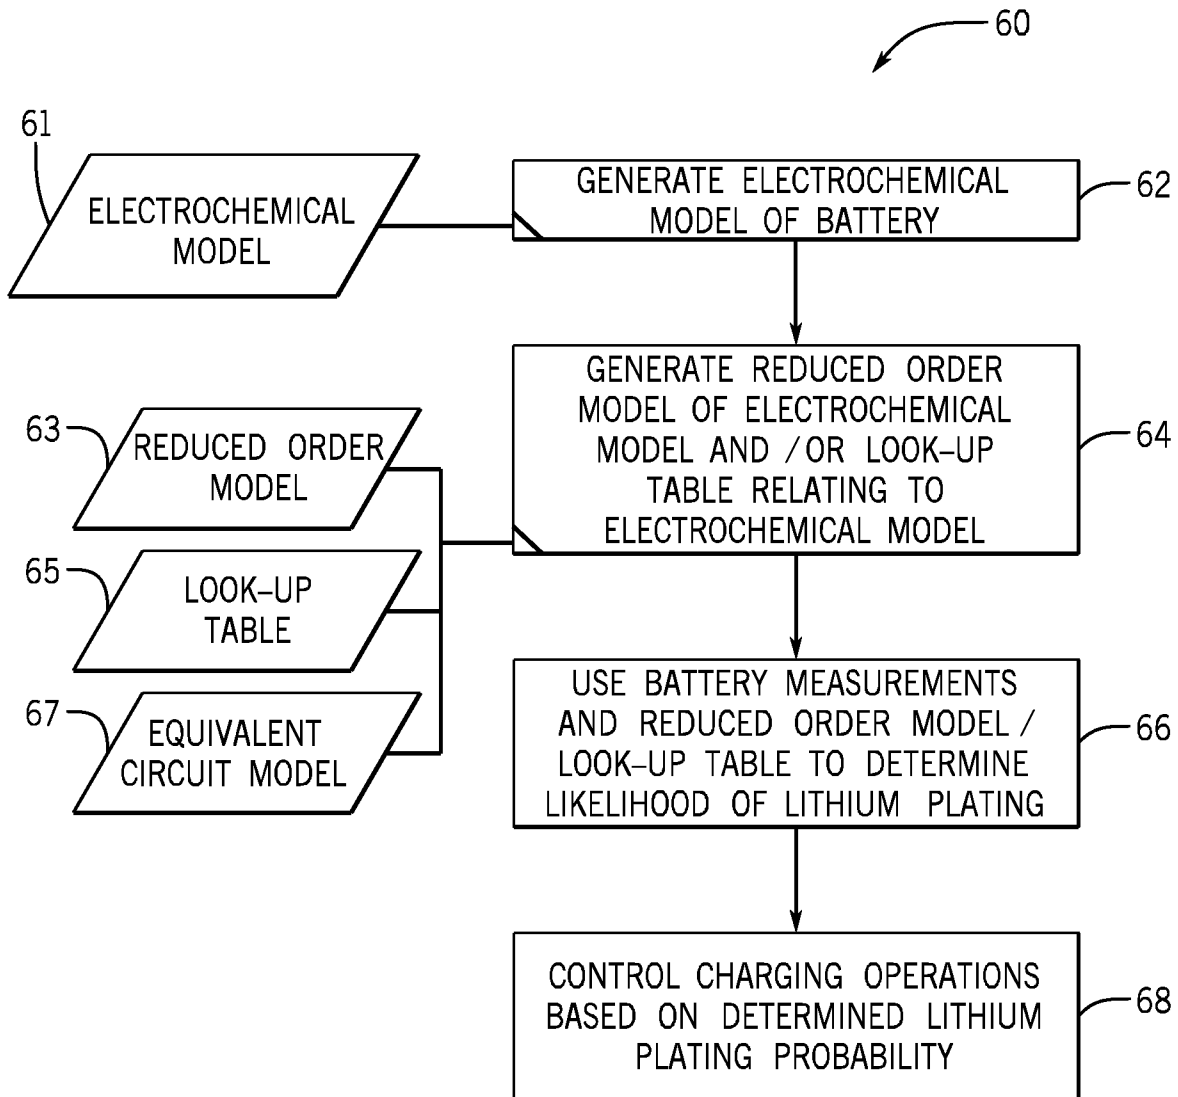 60
61
ELECTROCHEMICAL
MODEL
GENERATE ELECTROCHEMICAL
MODEL OF BATTERY
62
63
REDUCED ORDER
MODEL
GENERATE REDUCED ORDER
MODEL OF ELECTROCHEMICAL
MODEL AND /OR LOOK-UP
TABLE RELATING TO
ELECTROCHEMICAL MODEL
64
65
LOOK-UP
TABLE
67
EQUIVALENT
CIRCUIT MODEL
USE BATTERY MEASUREMENTS
AND REDUCED ORDER MODEL /
LOOK-UP TABLE TO DETERMINE
LIKELIHOOD OF LITHIUM PLATING
66
CONTROL CHARGING OPERATIONS
BASED ON DETERMINED LITHIUM
PLATING PROBABILITY
68